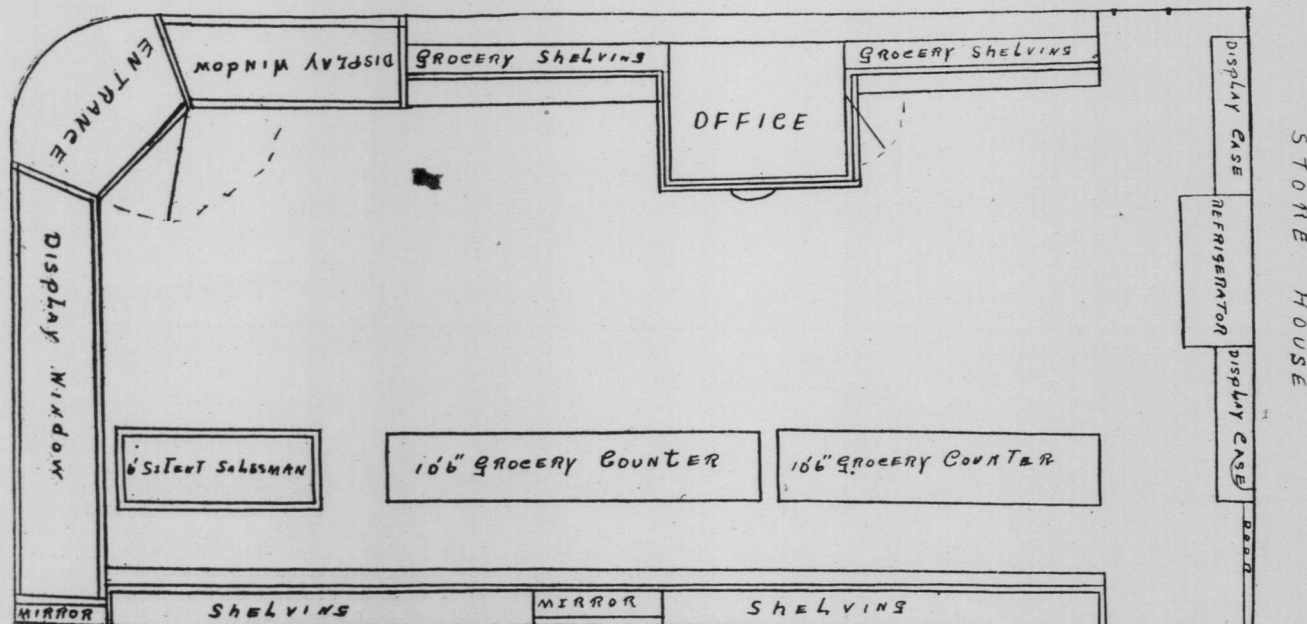 ENTRANCE
DISPLAY WINDOW
GROCERY SHELVING
OFFICE
GROCERY SHELVING
DISPLAY CASE
REFRIGERATOR
DISPLAY CASE
DOOR
STORE HOUSE
DISPLAY WINDOW
6' SILENT SALESMAN
10'6" GROCERY COUNTER
10'6" GROCERY COUNTER
MIRROR
SHELVING
MIRROR
SHELVING